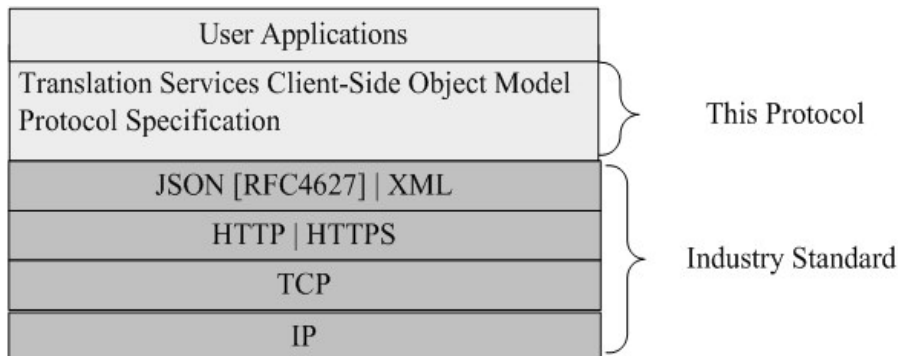 User Applications
Translation Services Client-Side Object Model
Protocol Specification
This Protocol
JSON [RFC4627] | XML
HTTP | HTTPS
TCP
IP
Industry Standard